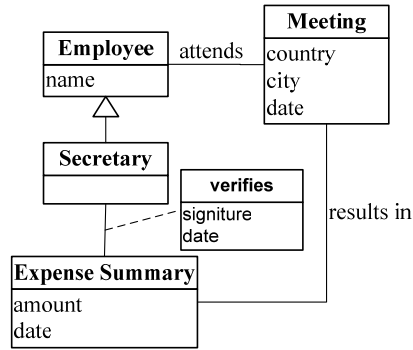 Meeting
country
city
date
Employee
name
attends
Secretary
verifies
signiture
date
results in
Expense Summary
amount
date